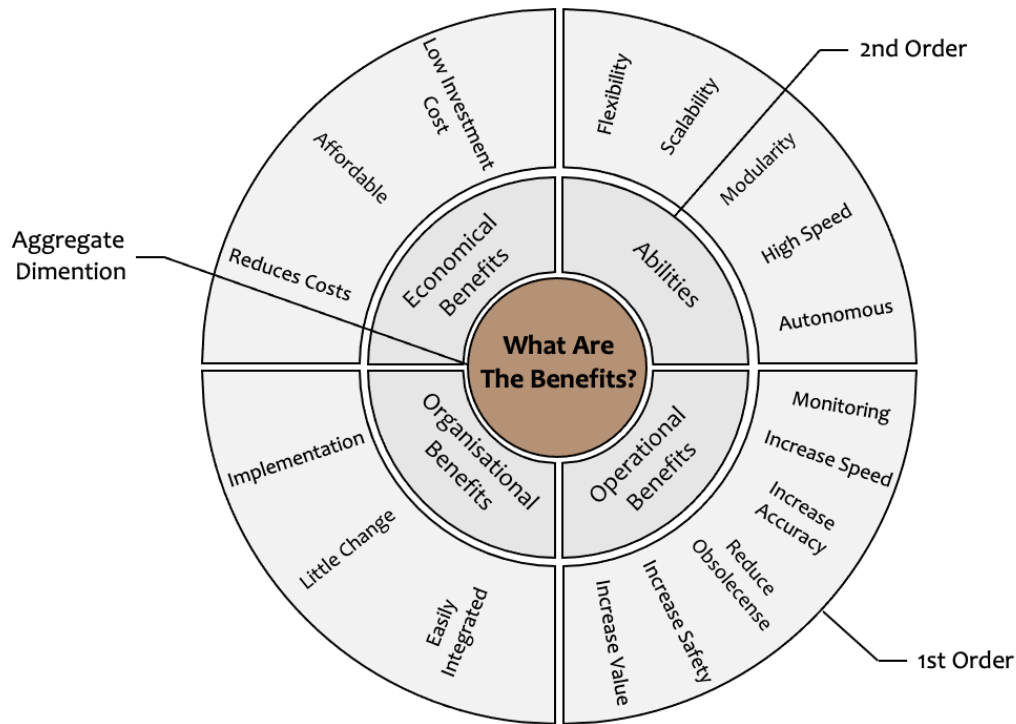 2nd Order
Aggregate
Dimention
1st Order
What Are
The Benefits?
Economical
Benefits
Abilities
Organisational
Benefits
Operational
Benefits
Low Investment
Cost
Affordable
Reduces Costs
Flexibility
Scalability
Modularity
High Speed
Autonomous
Implementation
Little Change
Easily
Integrated
Monitoring
Increase Speed
Increase
Accuracy
Reduce
Obsolecense
Increase Safety
Increase Value